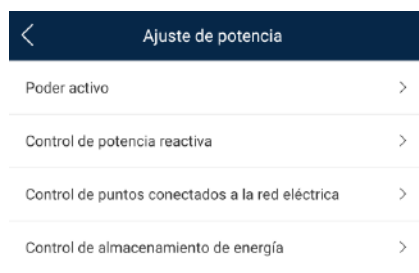 Ajuste de potencia
Poder activo
Control de potencia reactiva
Control de puntos conectados a la red eléctrica
Control de almacenamiento de energía